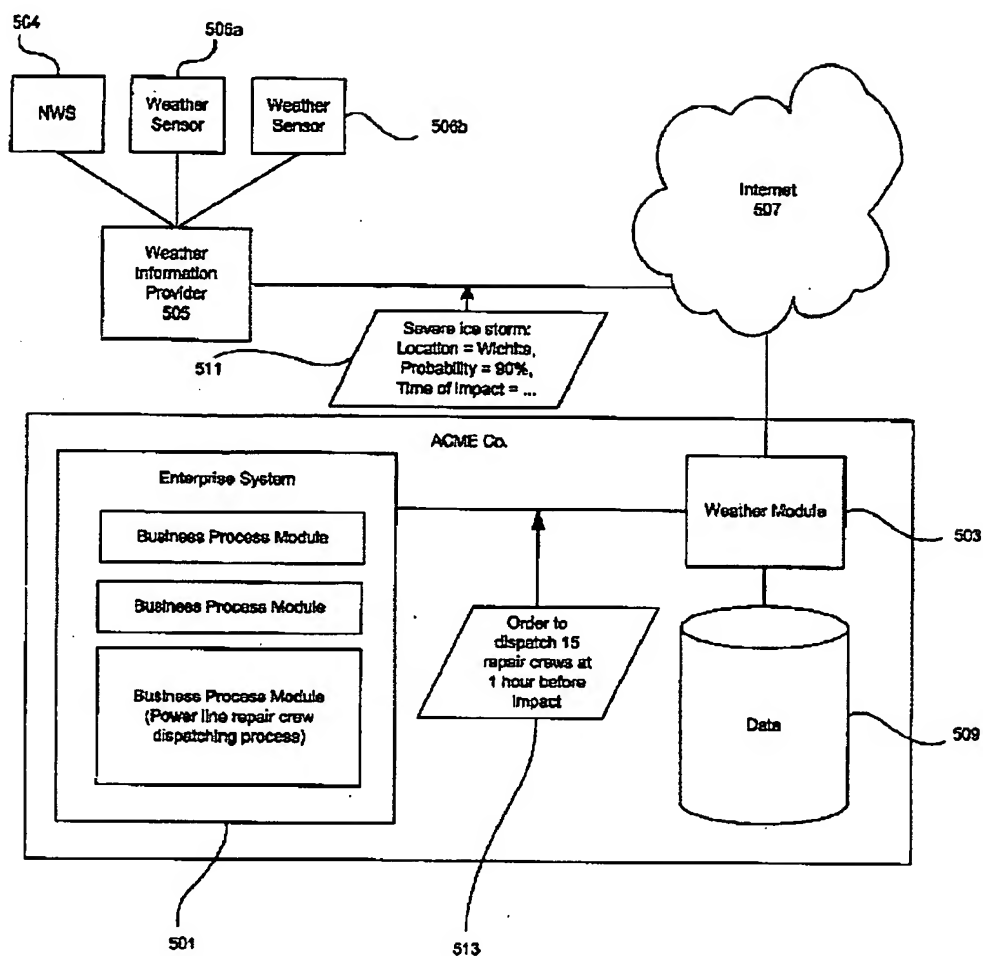 504
506a
NWS
Weather
Sensor
Weather
Sensor
506b
Internet
507
Weather
Information
Provider
505
Severe ice storm:
Location = Wichita,
Probability = 90%,
Time of impact = ...
511
ACME Co.
Enterprise System
Business Process Module
Business Process Module
Business Process Module
(Power line repair crew
dispatching process)
Weather Module
503
Order to
dispatch 15
repair crews at
1 hour before
impact
Data
509
501
513